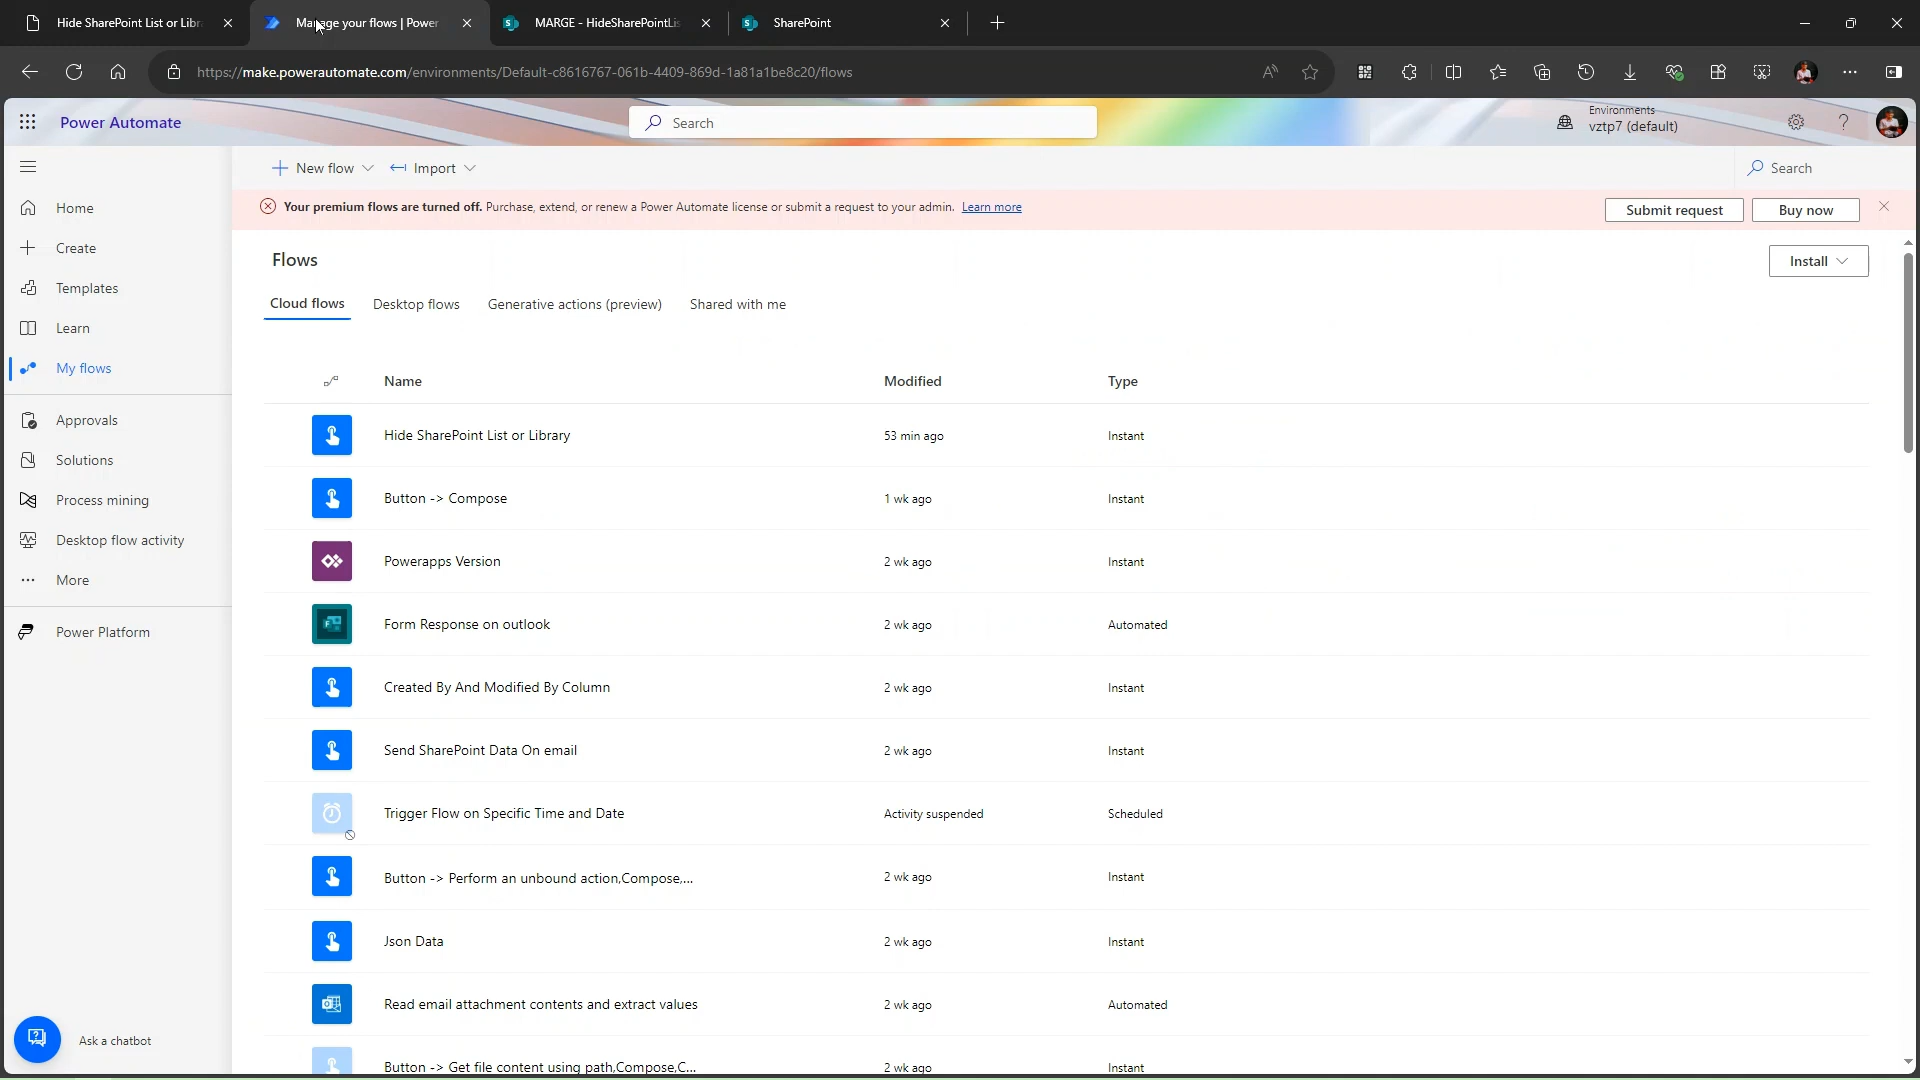 Hide SharePoint List or Libr
Manage your flows | Power
MARGE - HideSharePointLis
SharePoint
https://make.powerautomate.com/environments/Default-c8616767-061b-4409-869d-1a81a1be8c20/flows
Power Automate
Search
Environments
vztp7 (default)
New flow
Import
Search
Your premium flows are turned off. Purchase, extend, or renew a Power Automate license or submit a request to your admin. Learn more
Submit request
Buy now
Home
Create
Templates
Learn
My flows
Approvals
Solutions
Process mining
Desktop flow activity
More
Power Platform
Ask a chatbot
Flows
Install
Cloud flows
Desktop flows
Generative actions (preview)
Shared with me
Name Modified Type
Hide SharePoint List or Library 53 min ago Instant
Button -> Compose 1 wk ago Instant
Powerapps Version 2 wk ago Instant
Form Response on outlook 2 wk ago Automated
Created By And Modified By Column 2 wk ago Instant
Send SharePoint Data On email 2 wk ago Instant
Trigger Flow on Specific Time and Date Activity suspended Scheduled
Button -> Perform an unbound action,Compose,... 2 wk ago Instant
Json Data 2 wk ago Instant
Read email attachment contents and extract values 2 wk ago Automated
Button -> Get file content using path,Compose,C... 2 wk ago Instant